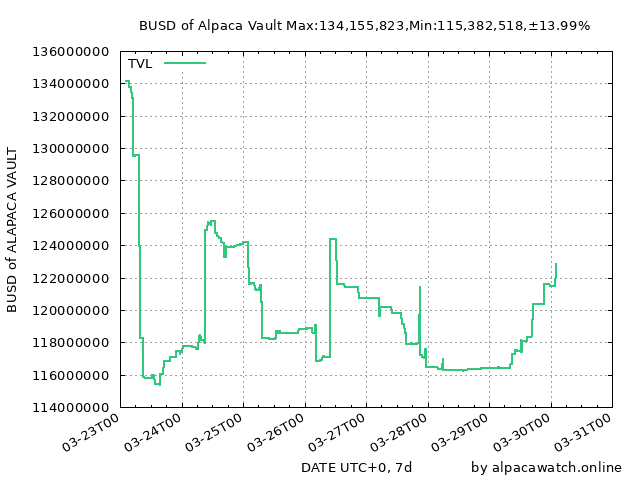 BUSD of Alpaca Vault Max:134,155,823,Min:115,382,518,±13.99%
136000000
134000000
132000000
130000000
128000000
126000000
124000000
122000000
120000000
118000000
116000000
114000000
TVL
BUSD of ALAPACA VAULT
03-23T00
03-24T00
03-25T00
03-26T00
03-27T00
03-28T00
03-29T00
03-30T00
03-31T00
DATE UTC+0, 7d
by alpacawatch.online